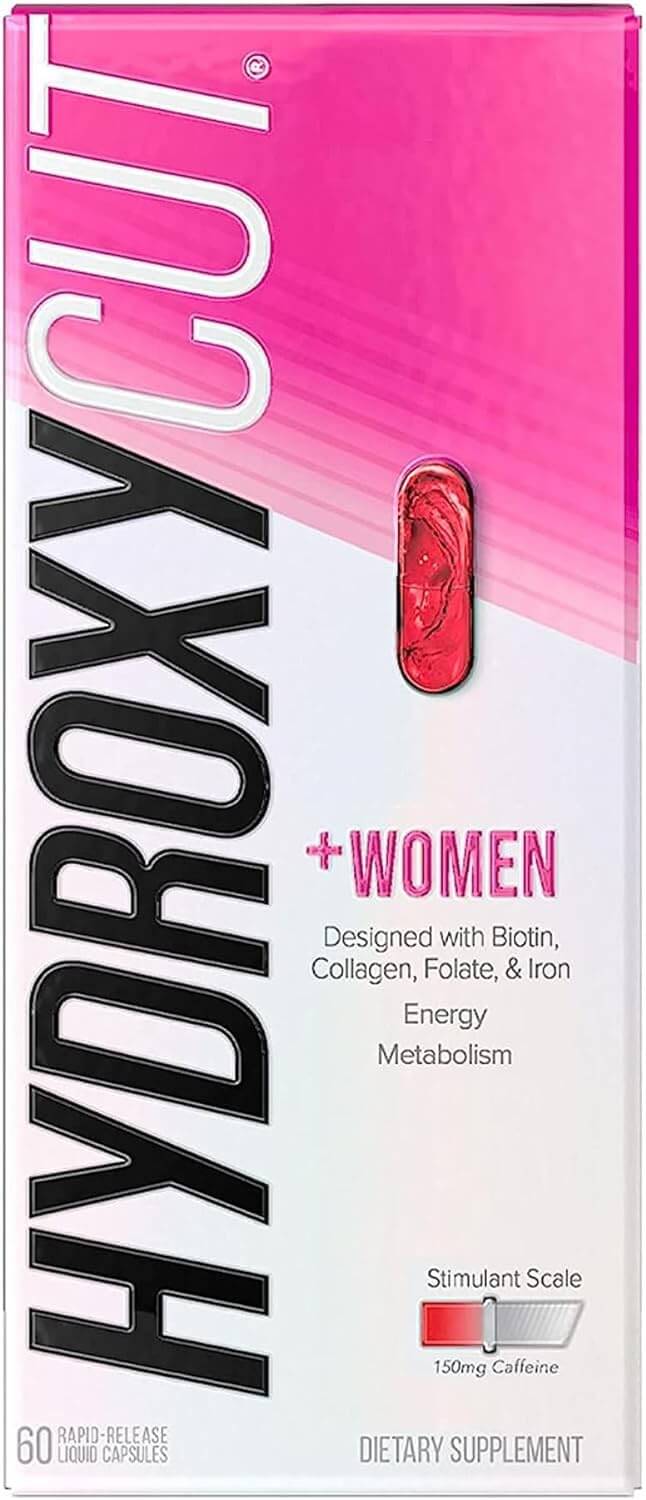 HYDROXYCUT®
+WOMEN
Designed with Biotin,
Collagen, Folate, & Iron
Energy
Metabolism
Stimulant Scale
150mg Caffeine
60 RAPID-RELEASE
LIQUID CAPSULES
DIETARY SUPPLEMENT